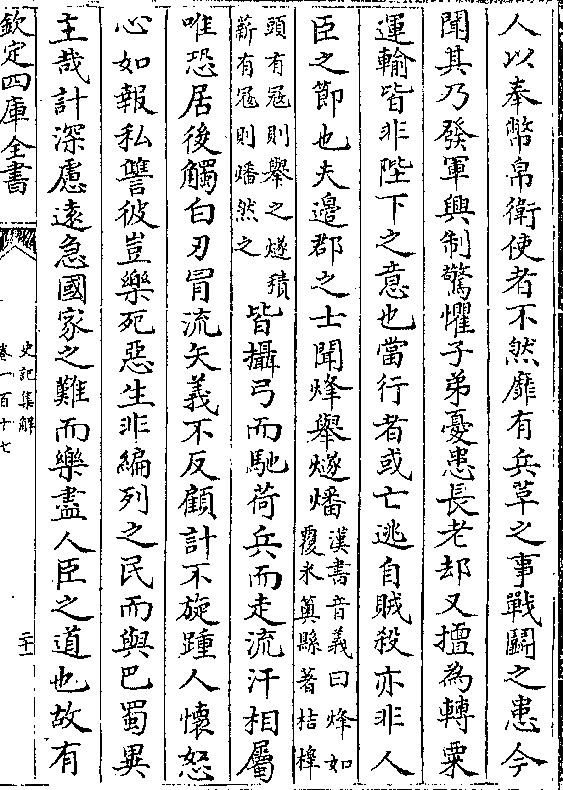 人以奉幣帛衛使者不然靡有兵革之事戰鬭之患今
聞其乃發軍興制驚懼子弟憂患長老却又擅為轉粟
運輸皆非陛下之意也當行者或亡逃自賊殺亦非人
臣之節也夫邊郡之士聞烽舉燧燔漢書音義曰烽如覆米䉛縣著桔槔
頭有冦則舉之燧積薪有冦則燔然之皆攝弓而馳荷兵而走流汗相屬
唯恐居後觸白刃冐流矢義不反顧計不旋踵人懷怒
心如報私讐彼豈樂死惡生非編列之民而與巴蜀異
主哉計深慮遠急國家之難而樂盡人臣之道也故有
欽定四庫全書
史記集解
卷一百十七
二十一